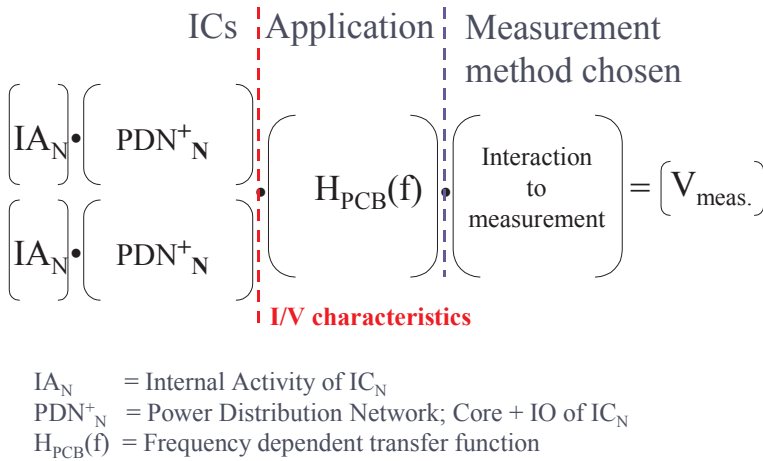 ICs Application Measurement
method chosen
IA_N • PDN⁺_N
IA_N • PDN⁺_N
• H_PCB(f) • Interaction
to
measurement
= V_meas.
I/V characteristics
IA_N = Internal Activity of IC_N
PDN⁺_N = Power Distribution Network; Core + IO of IC_N
H_PCB(f) = Frequency dependent transfer function